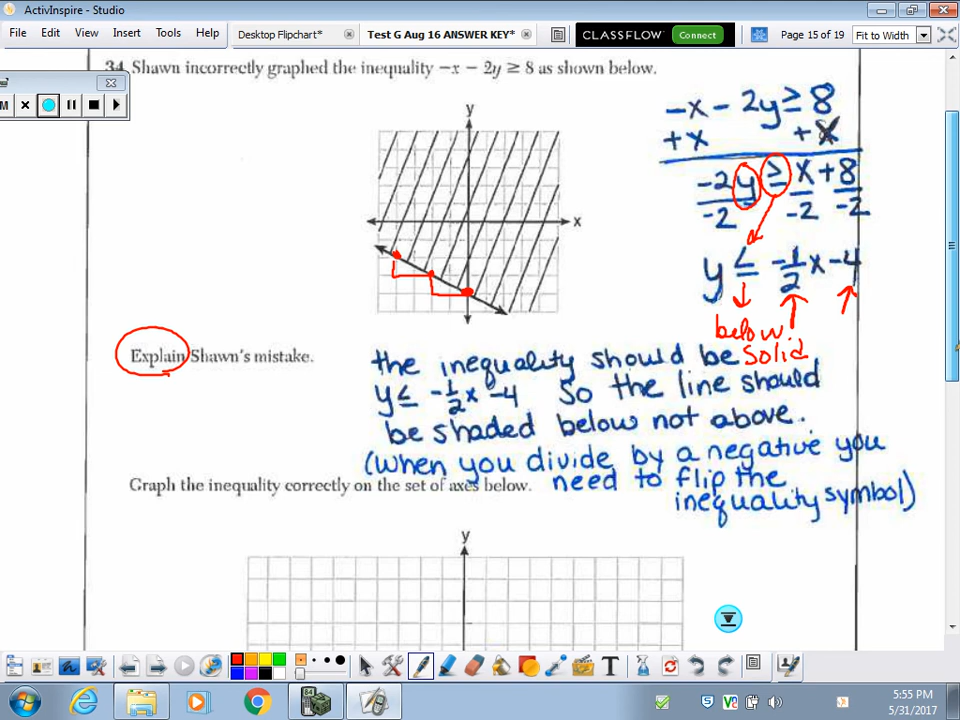 ActivInspire - Studio
File Edit View Insert Tools Help Desktop Flipchart* Test G Aug 16 ANSWER KEY* CLASSFLOW Connect Page 15 of 19 Fit to Width
34 Shawn incorrectly graphed the inequality −x − 2y ≥ 8 as shown below.
M
y
x
-x - 2y ≥ 8
+x +x
-2y ≥ x + 8
-2 -2 -2
y ≤ -1/2 x -4
below
solid
Explain Shawn's mistake.
the inequality should be
y ≤ -1/2 x -4 so the line should
be shaded below not above.
(when you divide by a negative you
need to flip the
inequality symbol)
Graph the inequality correctly on the set of axes below.
y
T
5:55 PM
5/31/2017